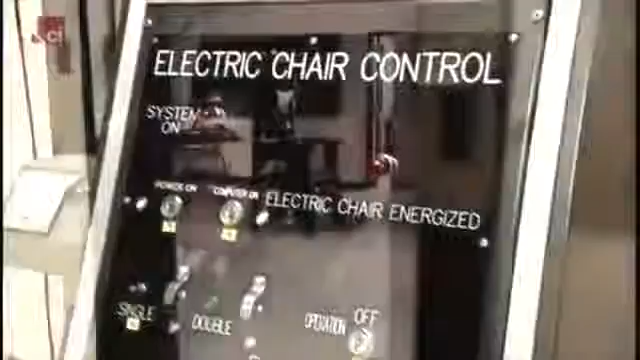 ELECTRIC CHAIR CONTROL
SYSTEM
ON
POWER ON
COMPUTER ON
ELECTRIC CHAIR ENERGIZED
SINGLE
DOUBLE
OPERATION
OFF